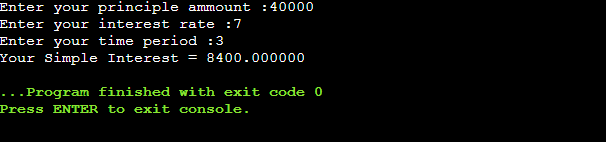 Enter your principle ammount :40000
Enter your interest rate :7
Enter your time period :3
Your Simple Interest = 8400.000000
...Program finished with exit code 0
Press ENTER to exit console.